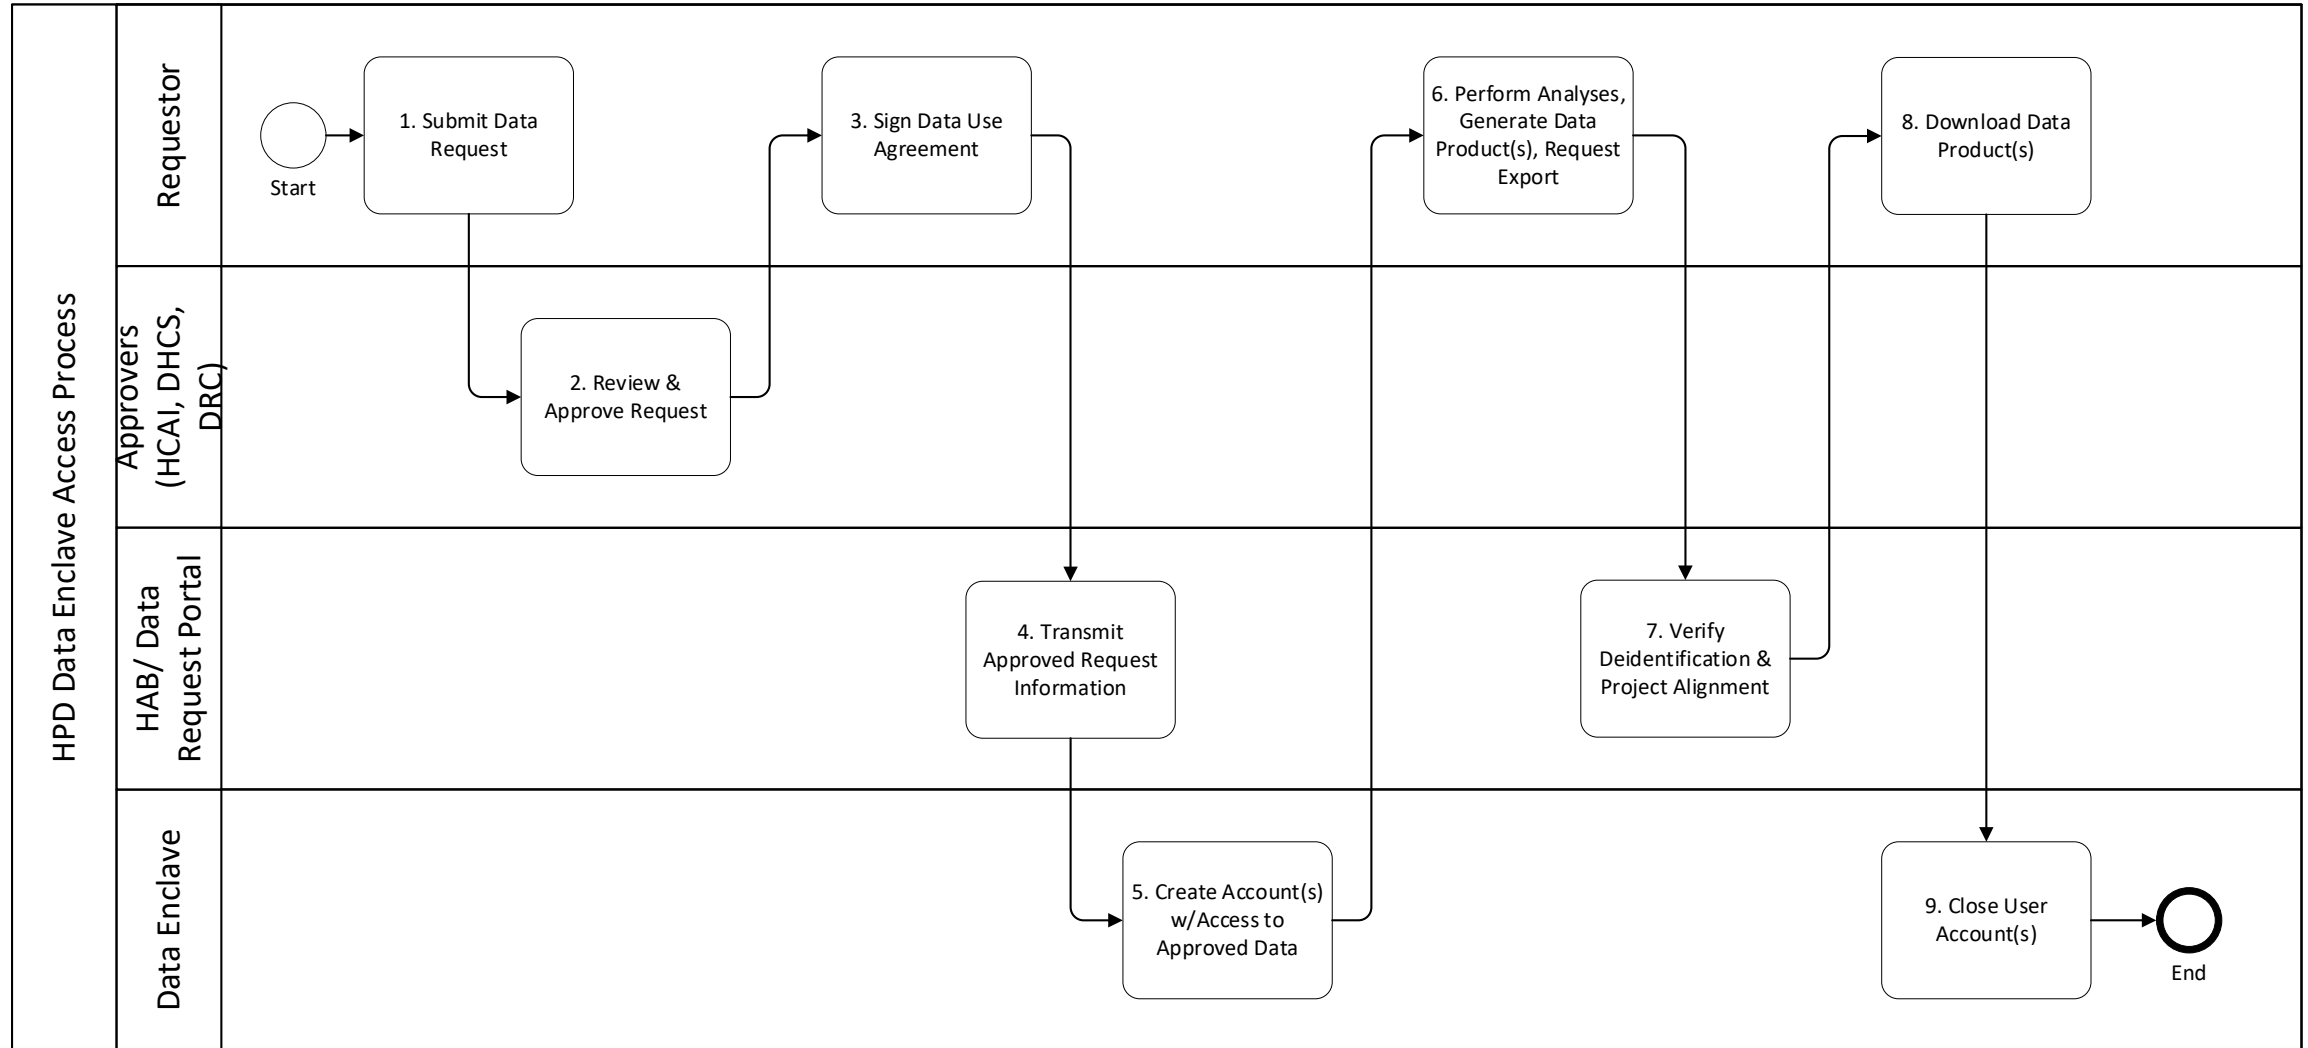 HPD Data Enclave Access Process
Requestor
Start
1. Submit Data
Request
3. Sign Data Use
Agreement
6. Perform Analyses,
Generate Data
Product(s), Request
Export
8. Download Data
Product(s)
Approvers
(HCAI, DHCS,
DRC)
2. Review &
Approve Request
HAB/ Data
Request Portal
4. Transmit
Approved Request
Information
7. Verify
Deidentification &
Project Alignment
Data Enclave
5. Create Account(s)
w/Access to
Approved Data
9. Close User
Account(s)
End